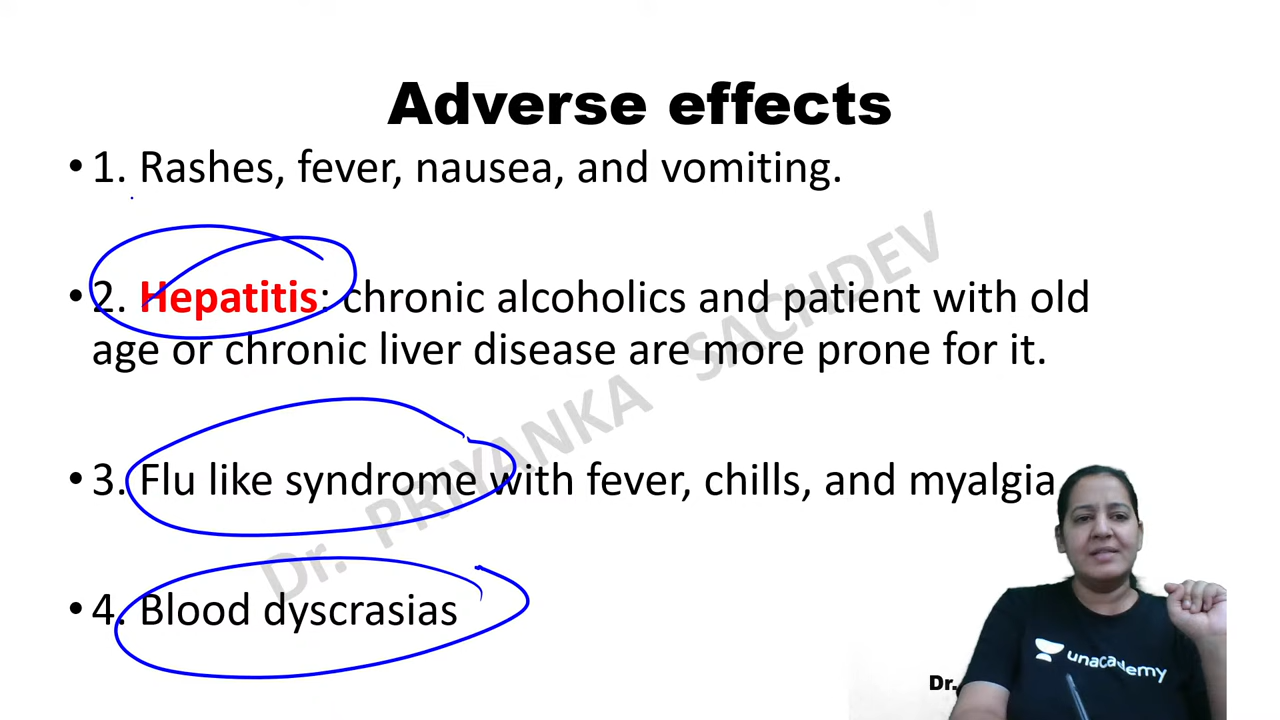 Adverse effects
• 1. Rashes, fever, nausea, and vomiting.
• 2. Hepatitis: chronic alcoholics and patient with old
age or chronic liver disease are more prone for it.
• 3. Flu like syndrome with fever, chills, and myalgia
• 4. Blood dyscrasias
Dr. PRIYANKA SACHDEV
Dr.
unacademy